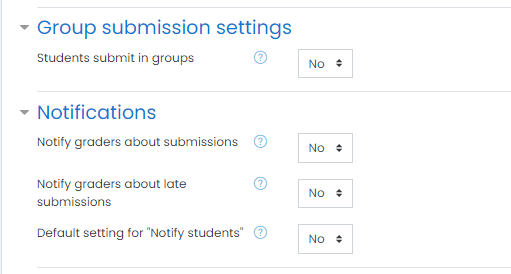 Group submission settings
Students submit in groups ? No
Notifications
Notify graders about submissions ? No
Notify graders about late ? No
submissions
Default setting for "Notify students" ? No